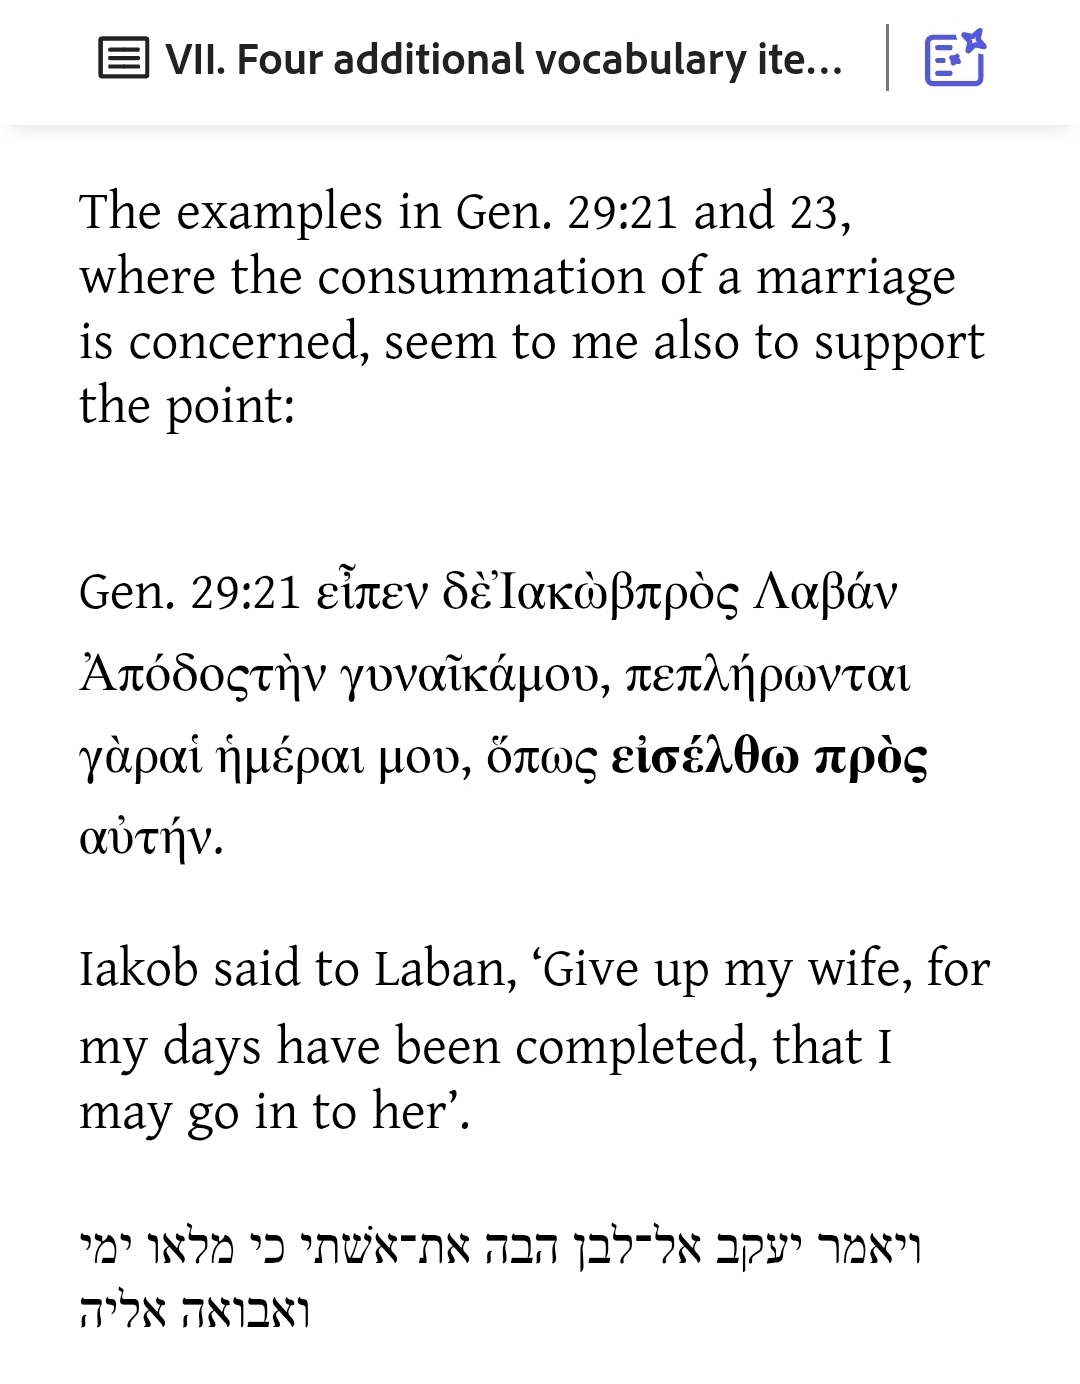 VII. Four additional vocabulary ite...
The examples in Gen. 29:21 and 23,
where the consummation of a marriage
is concerned, seem to me also to support
the point:
Gen. 29:21 εἶπεν δὲ᾿Ιακὼβπρὸς Λαβάν
Ἀπόδοςτὴν γυναῖκάμου, πεπλήρωνται
γὰραἱ ἡμέραι μου, ὅπως εἰσέλθω πρὸς
αὐτήν.
Iakob said to Laban, ‘Give up my wife, for
my days have been completed, that I
may go in to her’.
ויאמר יעקב אל־לבן הבה את־אשׁתי כי מלאו ימי
ואבואה אליה